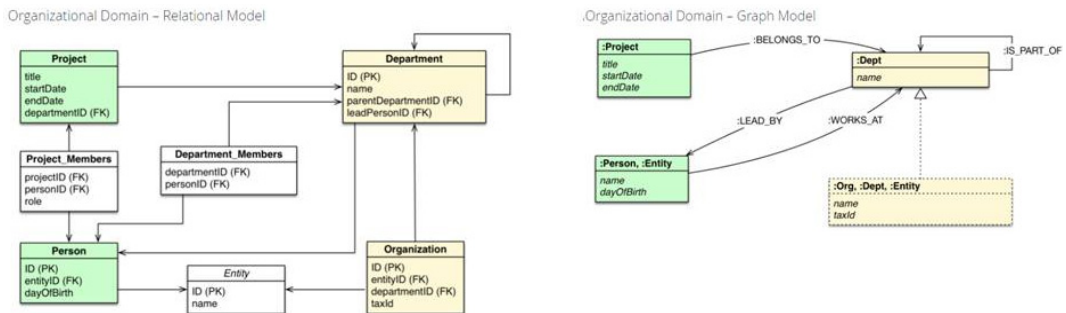 Organizational Domain – Relational Model
Project
title
startDate
endDate
departmentID (FK)
Department
ID (PK)
name
parentDepartmentID (FK)
leadPersonID (FK)
Project_Members
projectID (FK)
personID (FK)
role
Department_Members
departmentID (FK)
personID (FK)
Person
ID (PK)
entityID (FK)
dayOfBirth
Entity
ID (PK)
name
Organization
ID (PK)
entityID (FK)
departmentID (FK)
taxId
.Organizational Domain – Graph Model
:Project
title
startDate
endDate
:BELONGS_TO
:Dept
name
:IS_PART_OF
:LEAD_BY
:WORKS_AT
:Person, :Entity
name
dayOfBirth
:Org, :Dept, :Entity
name
taxId